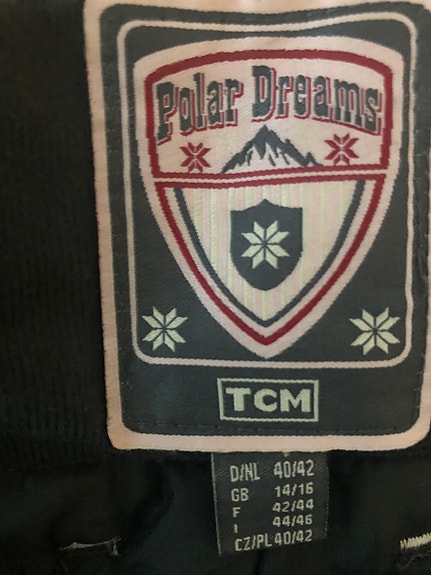 Polar Dreams
TCM
D/NL 40/42
GB 14/16
F 42/44
I 44/46
CZ/PL 40/42